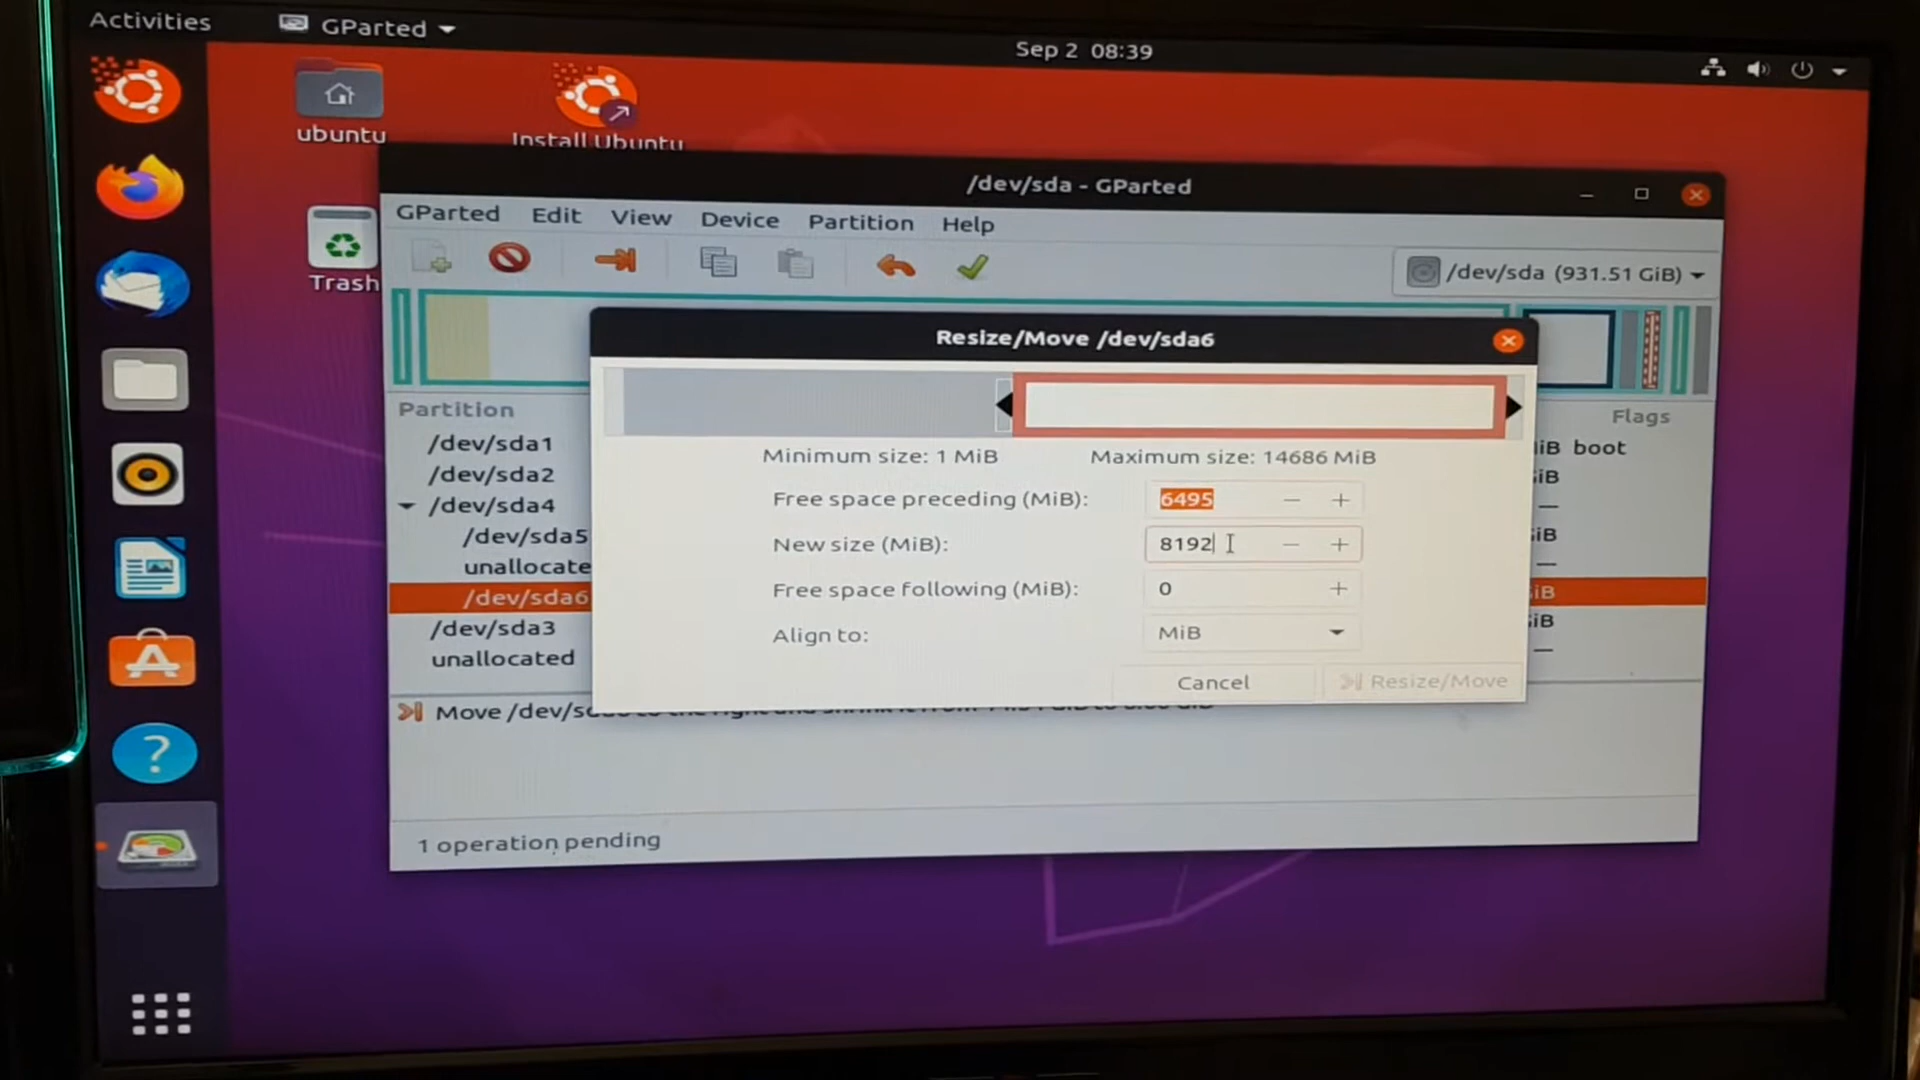 Activities
GParted
Sep 2 08:39
ubuntu
Install Ubuntu
Trash
/dev/sda - GParted
GParted Edit View Device Partition Help
/dev/sda (931.51 GiB)
Resize/Move /dev/sda6
Partition
Flags
/dev/sda1
iB boot
/dev/sda2
iB
/dev/sda4
—
/dev/sda5
iB
unallocate
—
/dev/sda6
iB
/dev/sda3
iB
unallocated
—
Minimum size: 1 MiB
Maximum size: 14686 MiB
Free space preceding (MiB): 6495 − +
New size (MiB): 8192 − +
Free space following (MiB): 0 +
Align to: MiB
Cancel
Resize/Move
Move /dev/s
1 operation pending